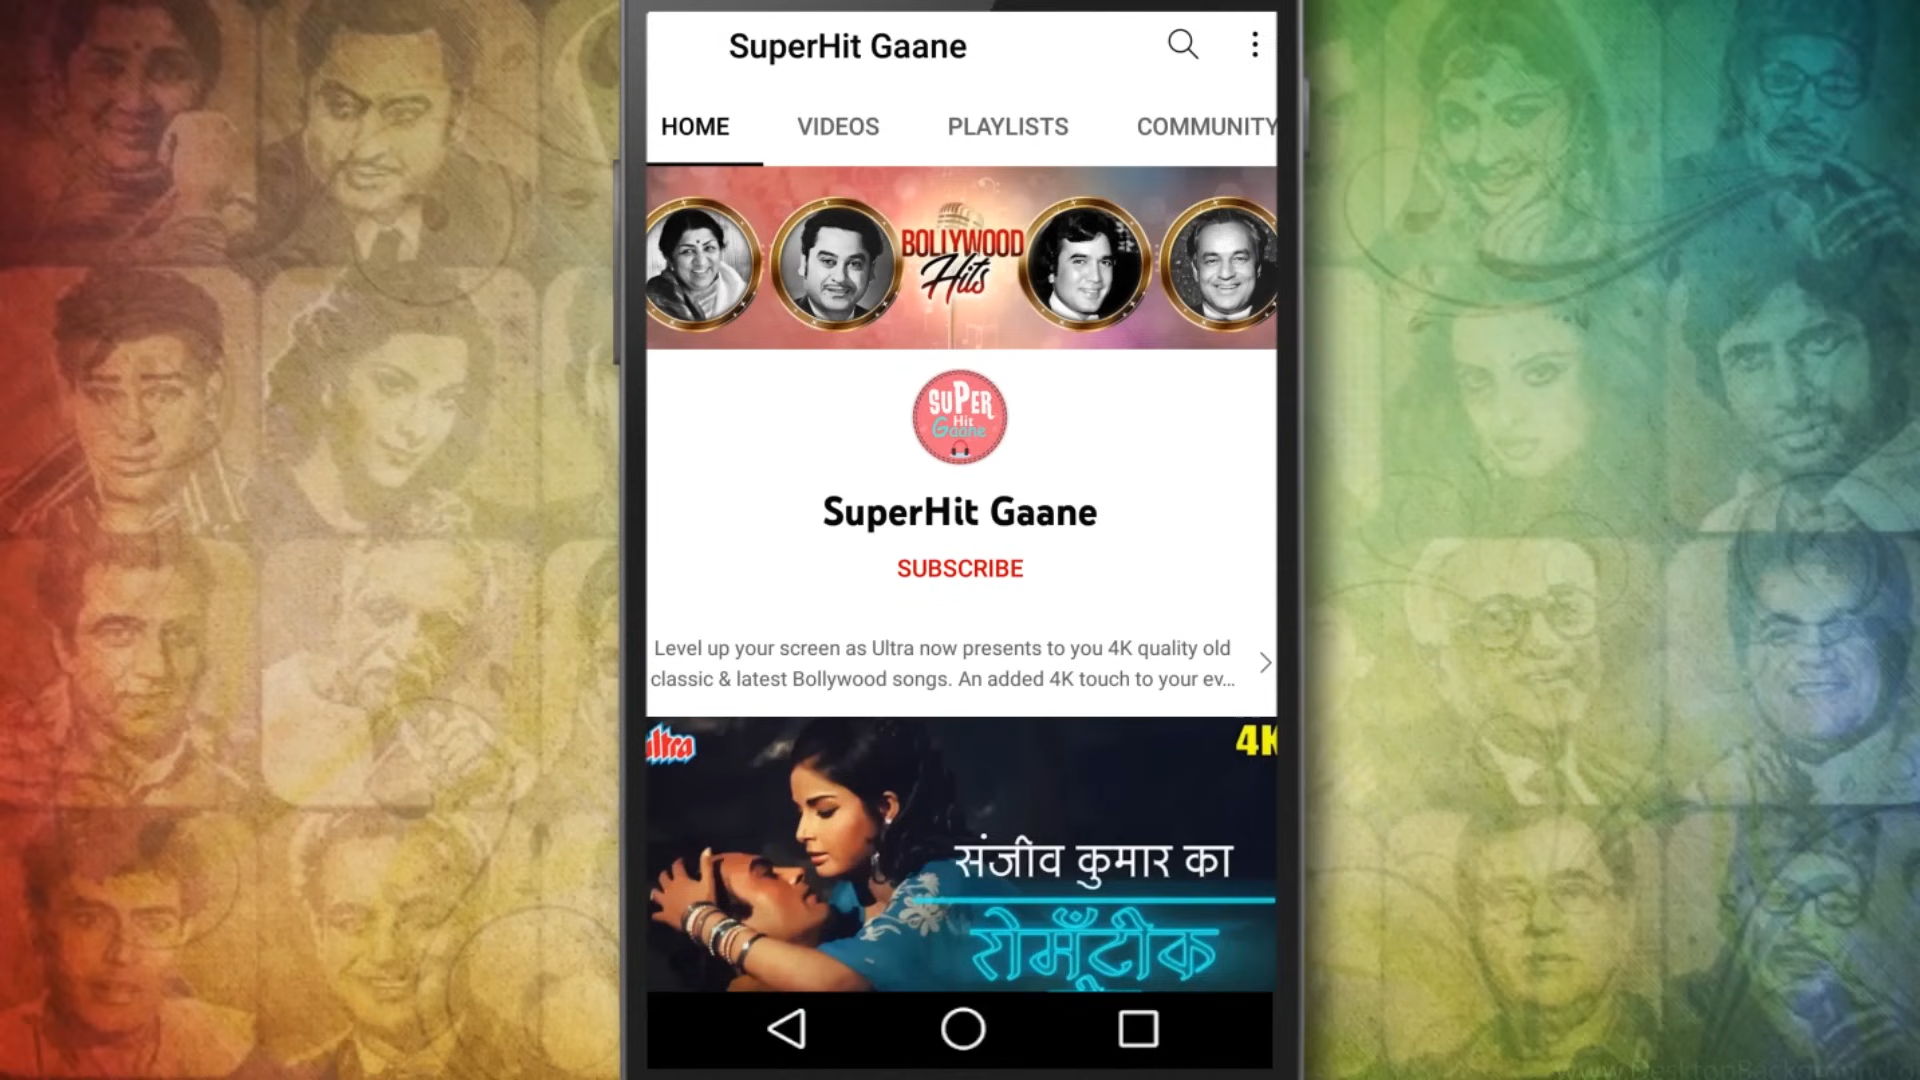 SuperHit Gaane
HOME VIDEOS PLAYLISTS COMMUNITY
BOLLYWOOD
Hits
SUPER
Hit
Gaane
SuperHit Gaane
SUBSCRIBE
Level up your screen as Ultra now presents to you 4K quality old
classic & latest Bollywood songs. An added 4K touch to your ev...
ultra
4K
संजीव कुमार का
रोमँटीक